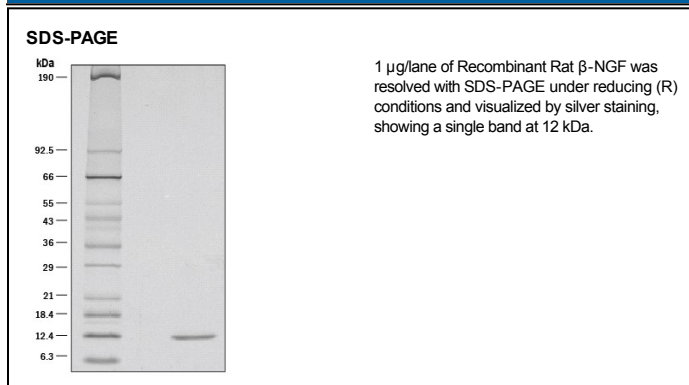 SDS-PAGE
kDa
190
92.5
66
55
43
36
29
21
18.4
12.4
6.3
1 µg/lane of Recombinant Rat β-NGF was
resolved with SDS-PAGE under reducing (R)
conditions and visualized by silver staining,
showing a single band at 12 kDa.